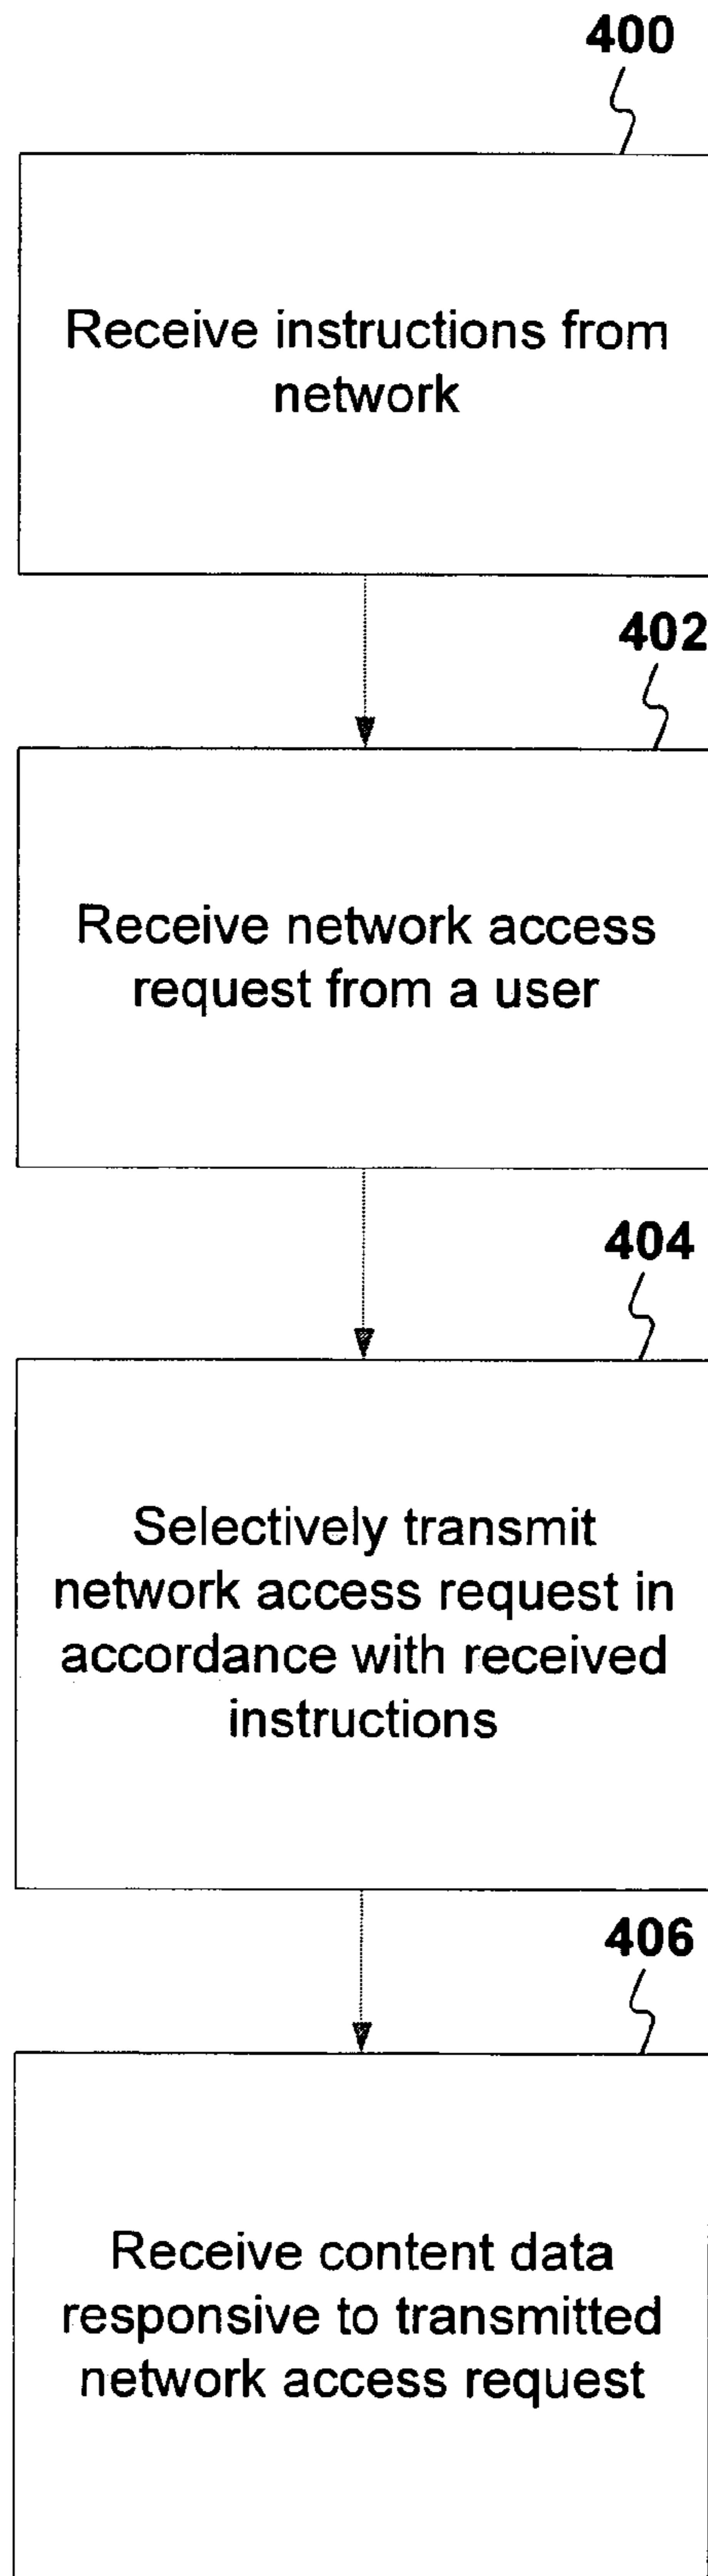 400
Receive instructions from
network
402
Receive network access
request from a user
404
Selectively transmit
network access request in
accordance with received
instructions
406
Receive content data
responsive to transmitted
network access request